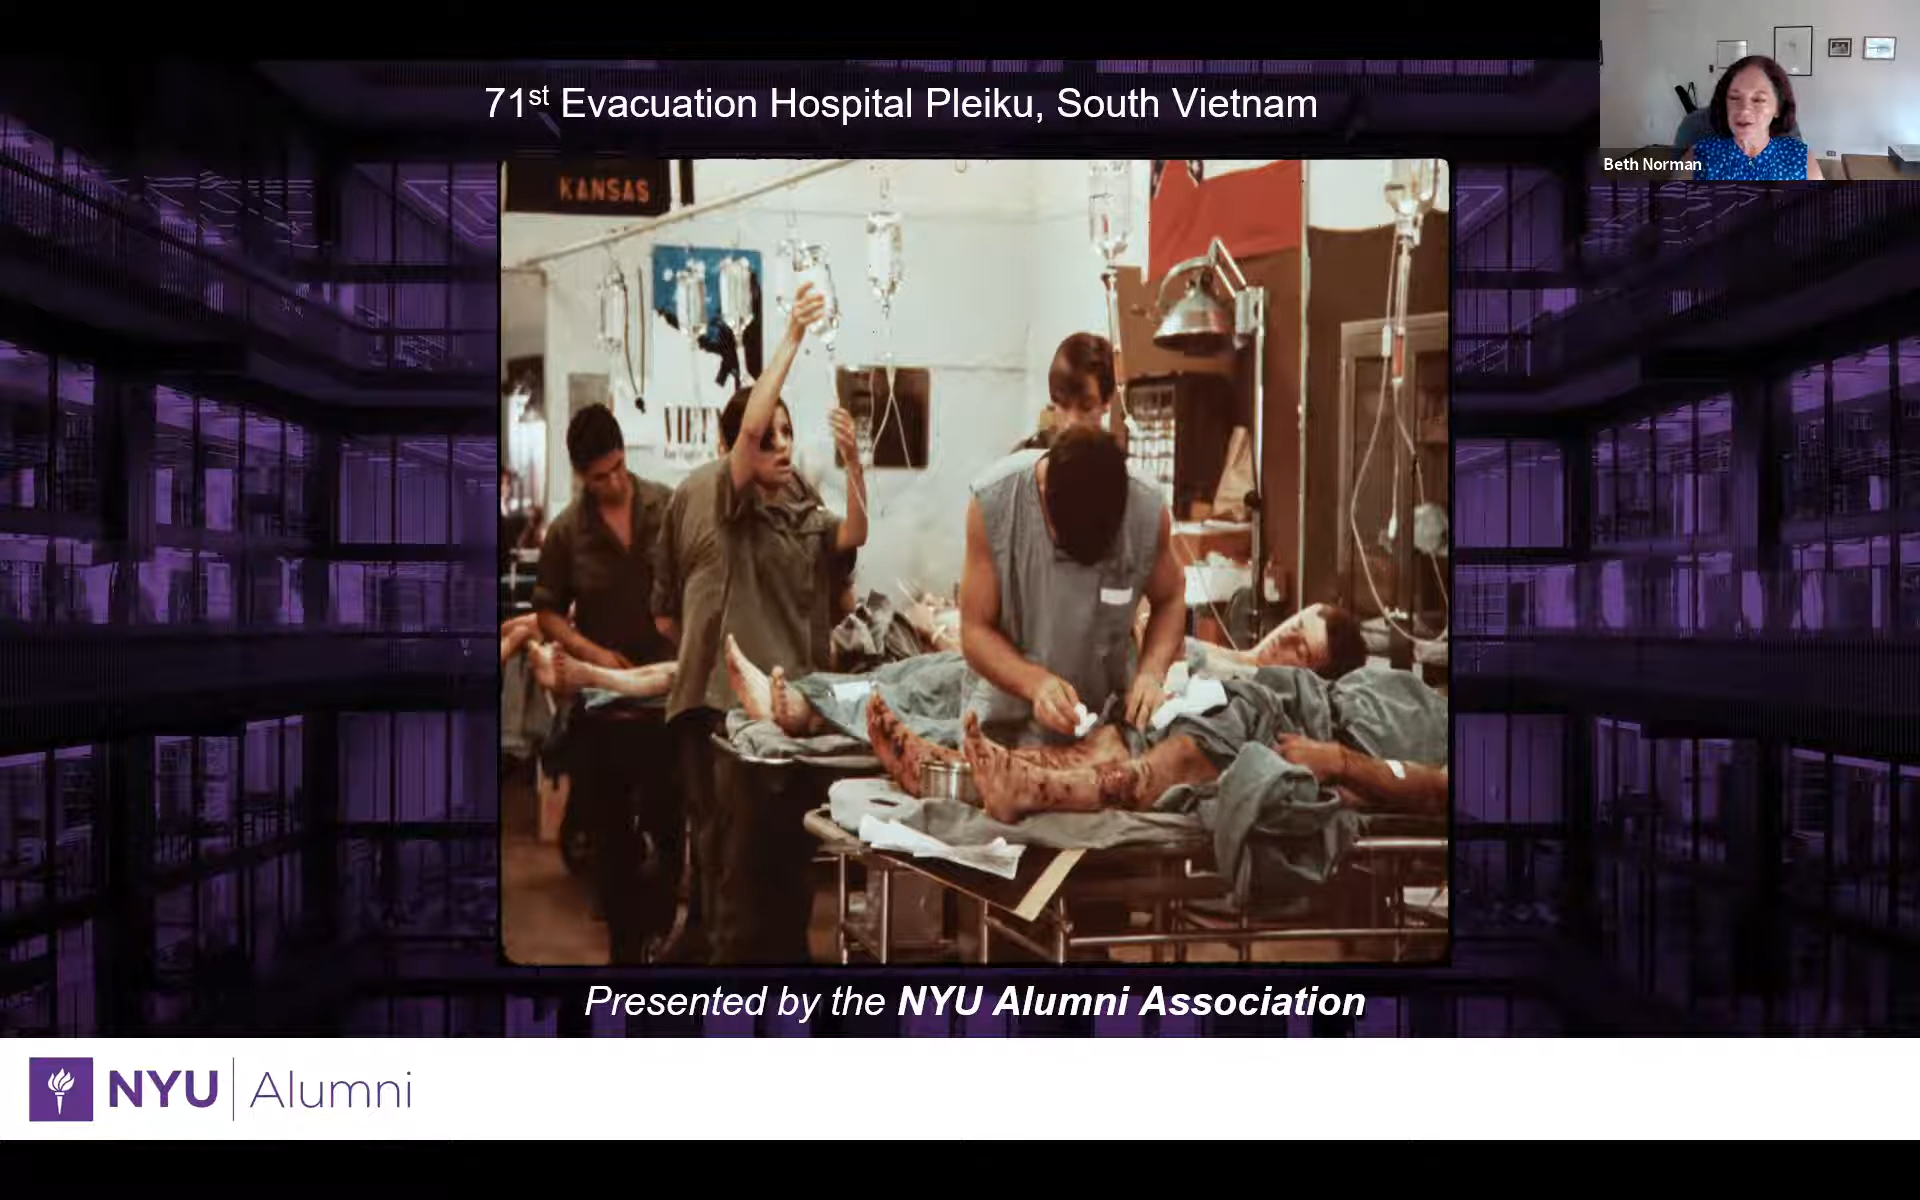 71st Evacuation Hospital Pleiku, South Vietnam
Beth Norman
KANSAS
Presented by the NYU Alumni Association
NYU Alumni